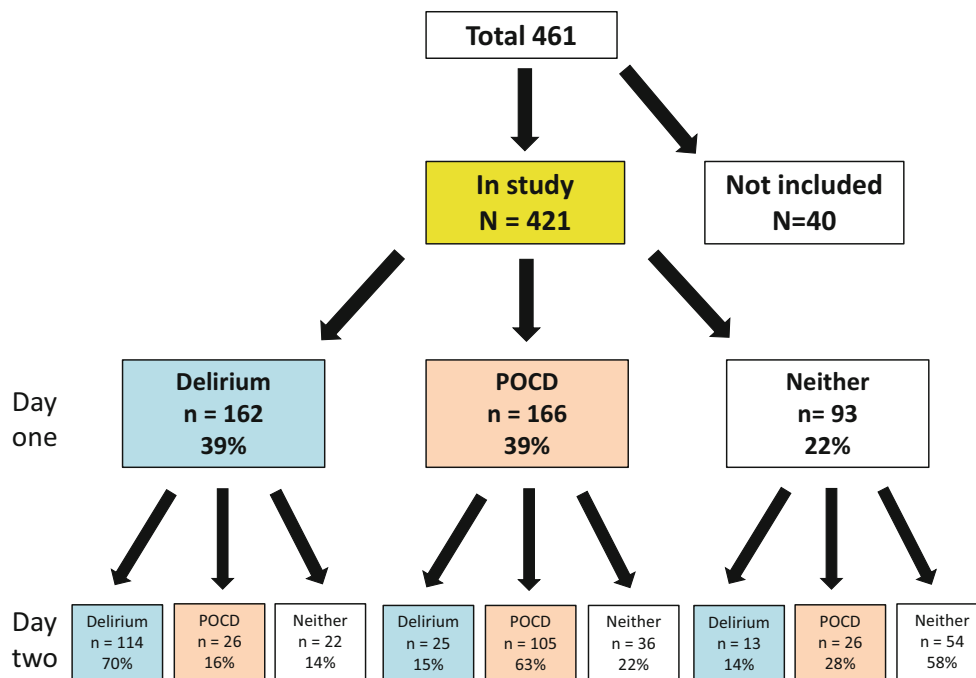 Total 461
In study
N = 421
Not included
N=40
Day
one
Delirium
n = 162
39%
POCD
n = 166
39%
Neither
n= 93
22%
Day
two
Delirium
n = 114
70%
POCD
n = 26
16%
Neither
n = 22
14%
Delirium
n = 25
15%
POCD
n = 105
63%
Neither
n = 36
22%
Delirium
n = 13
14%
POCD
n = 26
28%
Neither
n = 54
58%